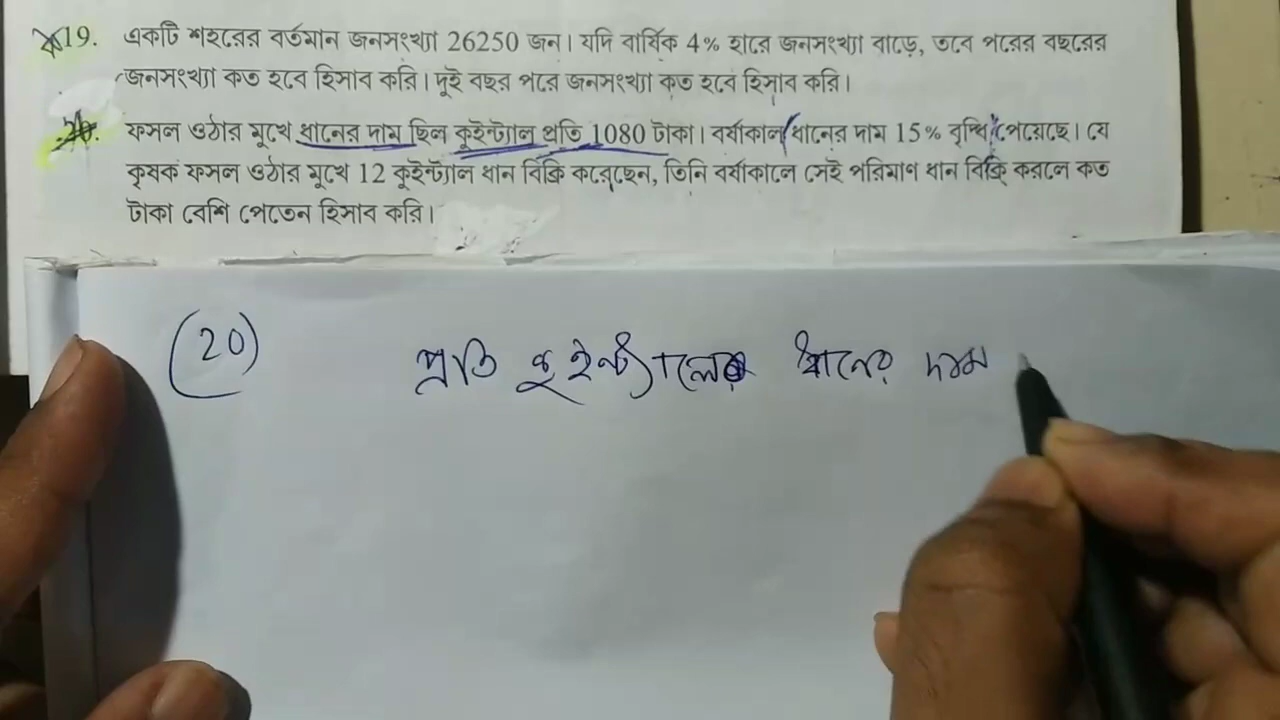 19. একটি শহরের বর্তমান জনসংখ্যা 26250 জন। যদি বার্ষিক 4% হারে জনসংখ্যা বাড়ে, তবে পরের বছরের
জনসংখ্যা কত হবে হিসাব করি। দুই বছর পরে জনসংখ্যা কত হবে হিসাব করি।
20. ফসল ওঠার মুখে ধানের দাম ছিল কুইন্ট্যাল প্রতি 1080 টাকা। বর্ষাকালে ধানের দাম 15% বৃদ্ধি পেয়েছে। যে
কৃষক ফসল ওঠার মুখে 12 কুইন্ট্যাল ধান বিক্রি করেছেন, তিনি বর্ষাকালে সেই পরিমাণ ধান বিক্রি করলে কত
টাকা বেশি পেতেন হিসাব করি।
(20) প্রতি কুইন্ট্যালের ধানের দাম